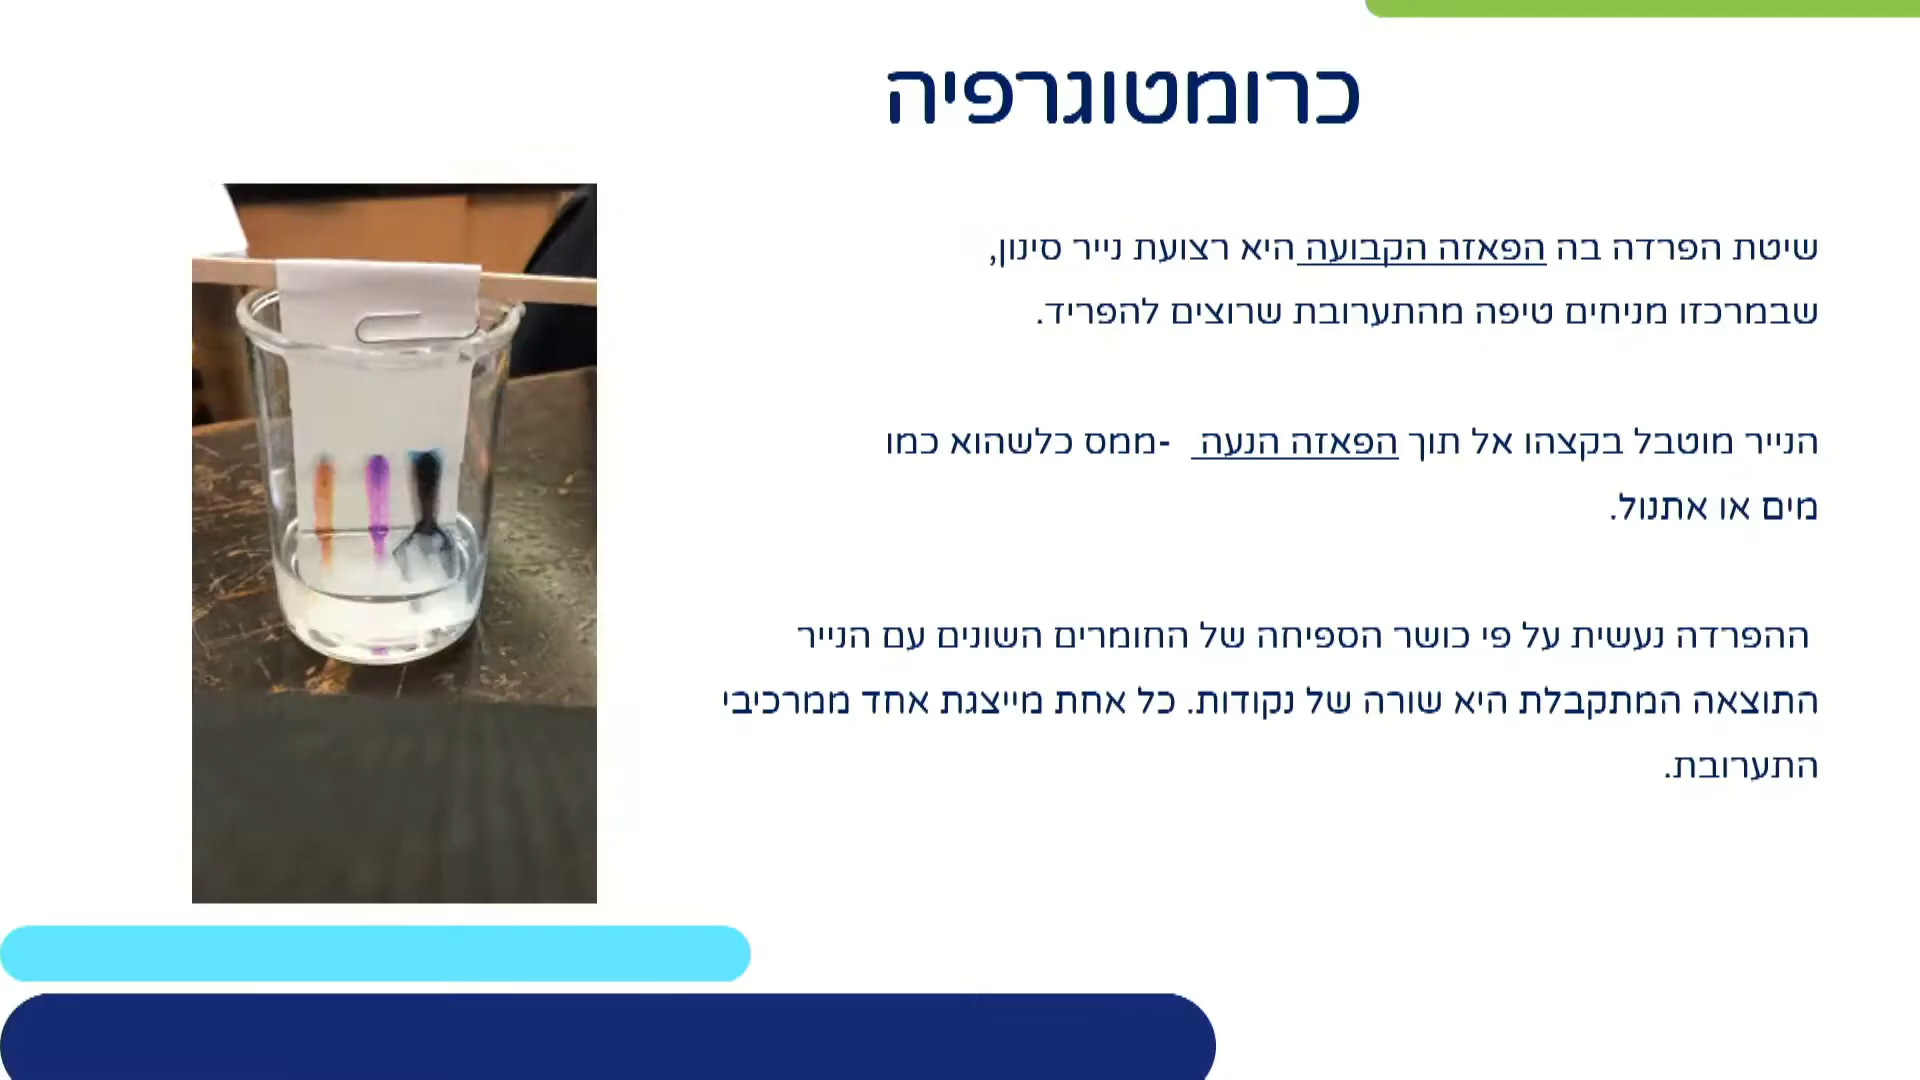 כרומטוגרפיה
שיטת הפרדה בה הפאזה הקבועה היא רצועת נייר סינון,
שבמרכזו מניחים טיפה מהתערובת שרוצים להפריד.
הנייר מוטבל בקצהו אל תוך הפאזה הנעה -ממס כלשהוא כמו
מים או אתנול.
ההפרדה נעשית על פי כושר הספיחה של החומרים השונים עם הנייר
התוצאה המתקבלת היא שורה של נקודות. כל אחת מייצגת אחד ממרכיבי
התערובת.